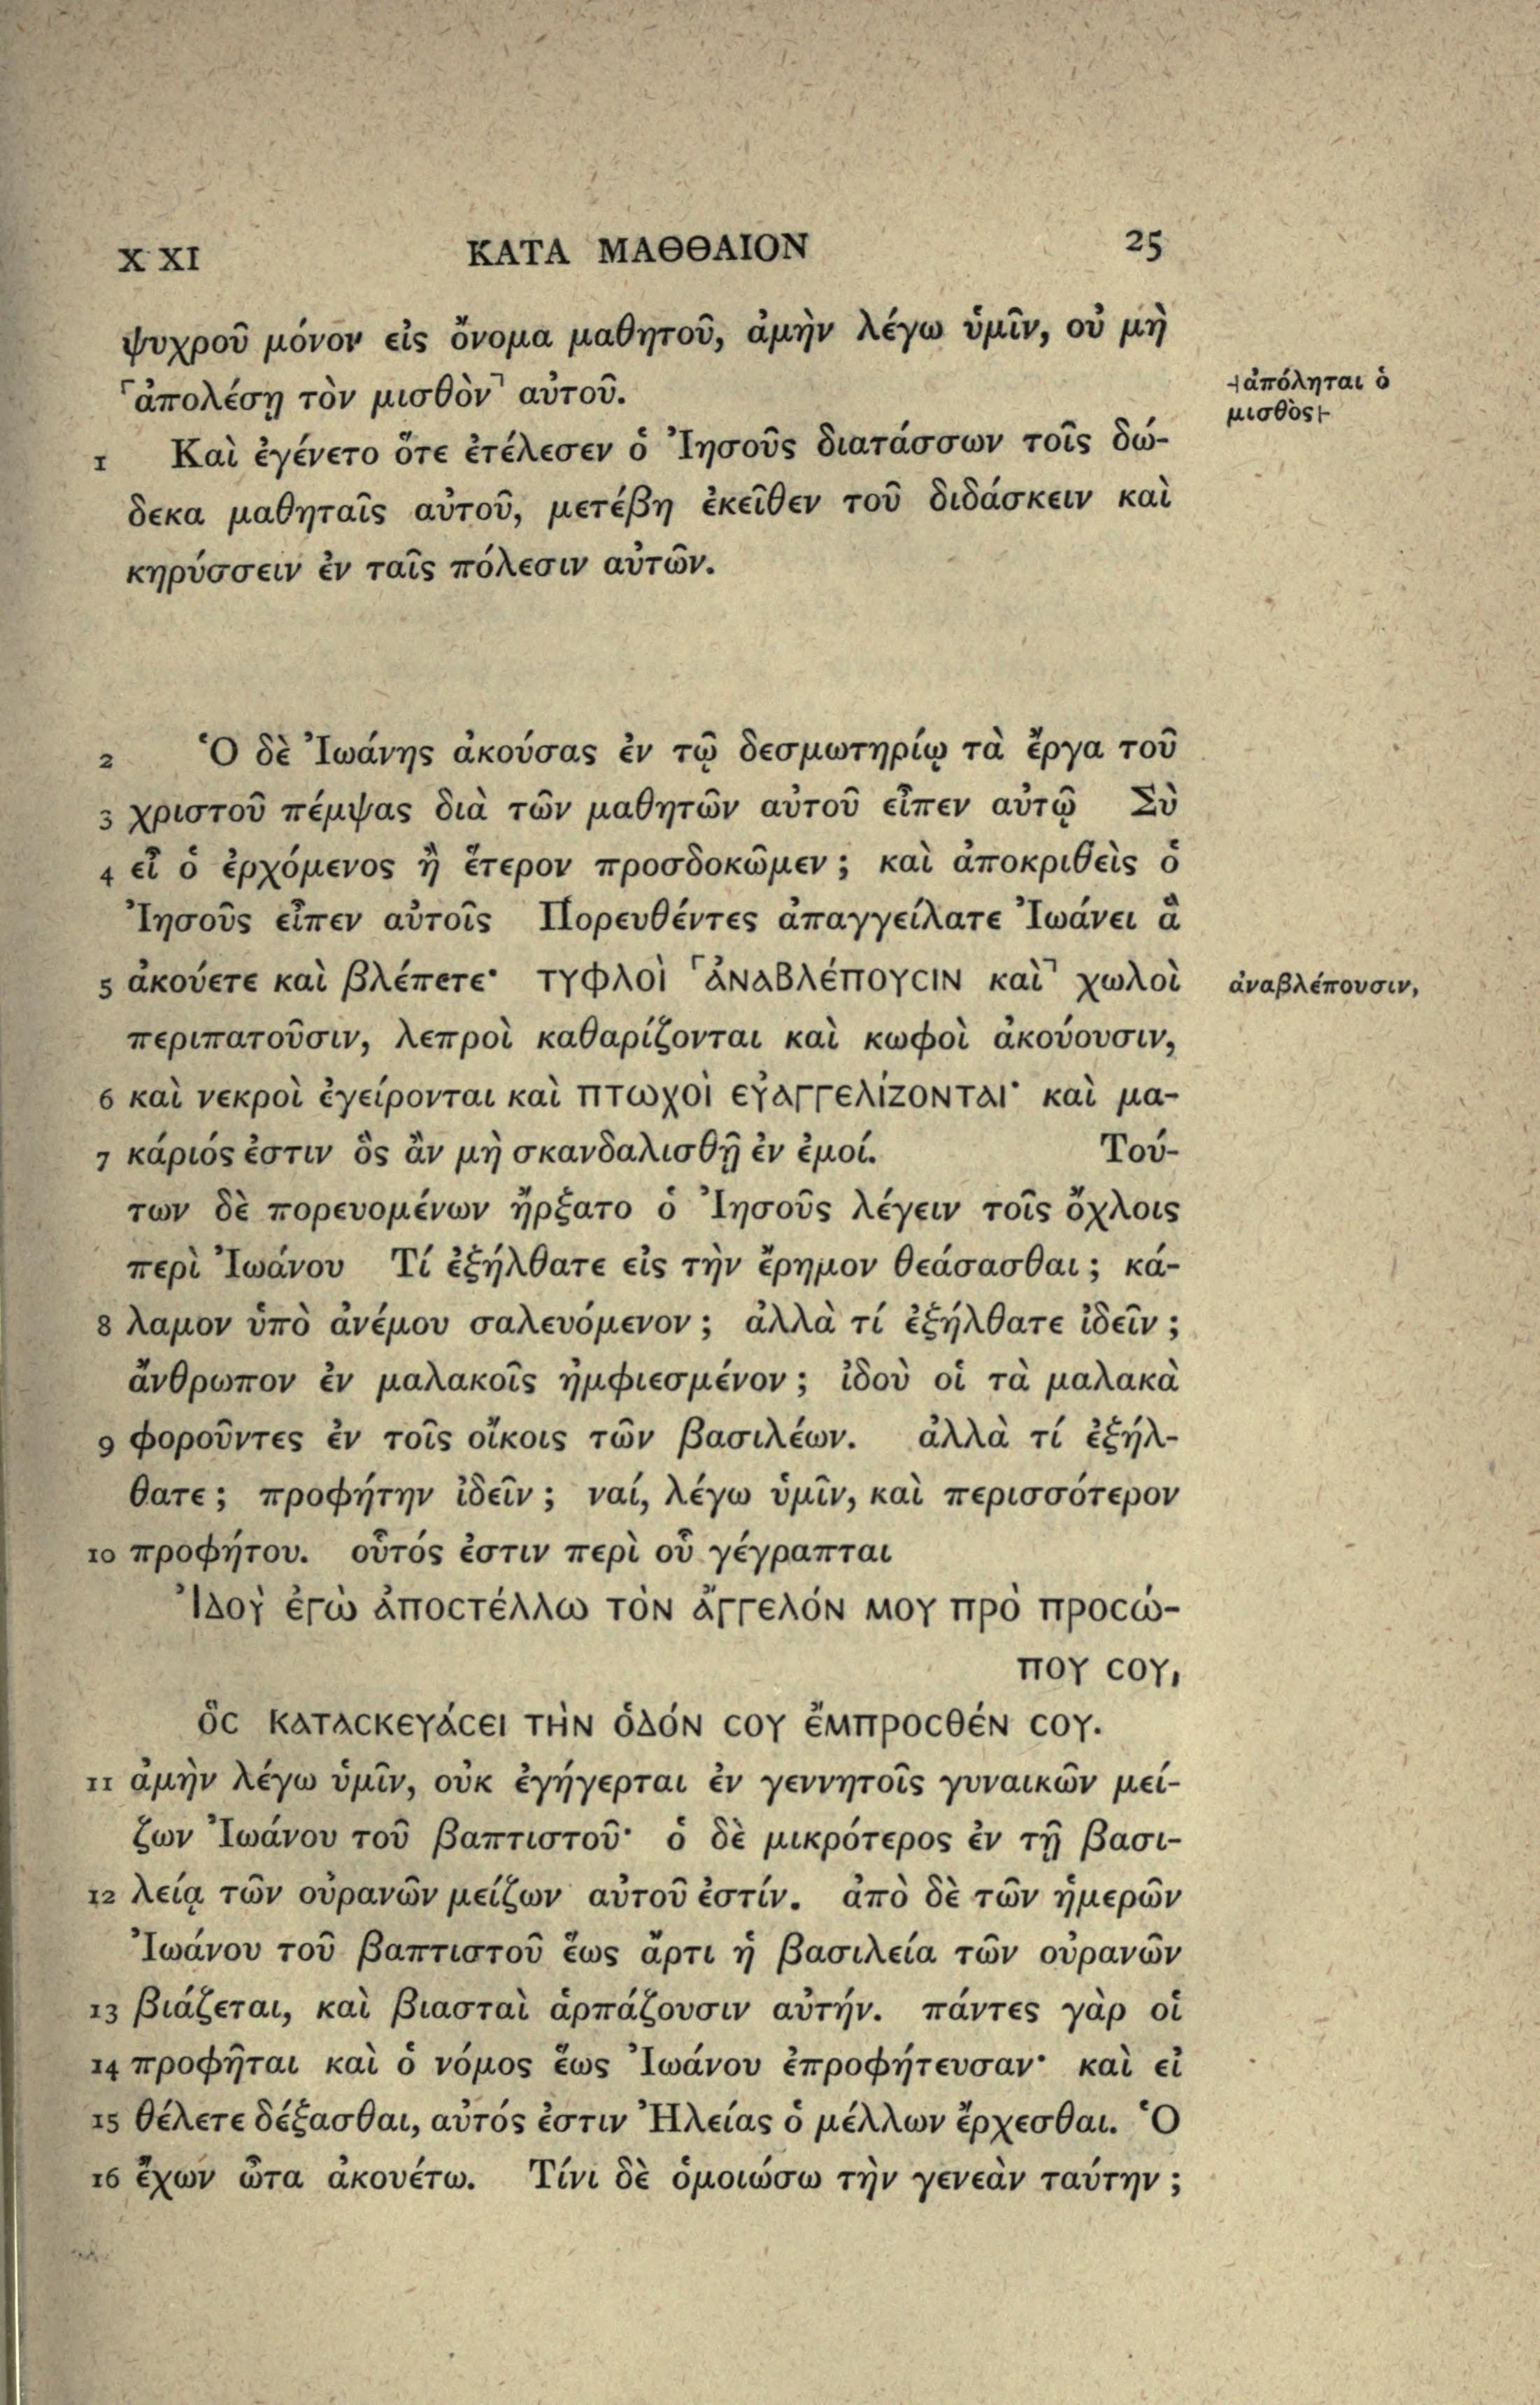 X XI ΚΑΤΑ ΜΑΘΘΑΙΟΝ 25
ψυχροῦ μόνον εἰς ὄνομα μαθητοῦ, ἀμὴν λέγω ὑμῖν, οὐ μὴ
⸢ἀπολέσῃ τὸν μισθὸν⸣ αὐτοῦ.
⊣ἀπόληται ὁ
μισθὸς⊢
1 Καὶ ἐγένετο ὅτε ἐτέλεσεν ὁ Ἰησοῦς διατάσσων τοῖς δώ-
δεκα μαθηταῖς αὐτοῦ, μετέβη ἐκεῖθεν τοῦ διδάσκειν καὶ
κηρύσσειν ἐν ταῖς πόλεσιν αὐτῶν.
2 Ὁ δὲ Ἰωάνης ἀκούσας ἐν τῷ δεσμωτηρίῳ τὰ ἔργα τοῦ
3 χριστοῦ πέμψας διὰ τῶν μαθητῶν αὐτοῦ εἶπεν αὐτῷ Σὺ
4 εἶ ὁ ἐρχόμενος ἢ ἕτερον προσδοκῶμεν; καὶ ἀποκριθεὶς ὁ
Ἰησοῦς εἶπεν αὐτοῖς Πορευθέντες ἀπαγγείλατε Ἰωάνει ἃ
5 ἀκούετε καὶ βλέπετε· τυφλοὶ ⸢ἀναβλέπουϲιν καὶ⸣ χωλοὶ
ἀναβλέπουσιν,
περιπατοῦσιν, λεπροὶ καθαρίζονται καὶ κωφοὶ ἀκούουσιν,
6 καὶ νεκροὶ ἐγείρονται καὶ πτωχοὶ εὐαγγελίζονται· καὶ μα-
7 κάριός ἐστιν ὃς ἂν μὴ σκανδαλισθῇ ἐν ἐμοί. Τού-
των δὲ πορευομένων ἤρξατο ὁ Ἰησοῦς λέγειν τοῖς ὄχλοις
περὶ Ἰωάνου Τί ἐξήλθατε εἰς τὴν ἔρημον θεάσασθαι; κά-
8 λαμον ὑπὸ ἀνέμου σαλευόμενον; ἀλλὰ τί ἐξήλθατε ἰδεῖν;
ἄνθρωπον ἐν μαλακοῖς ἠμφιεσμένον; ἰδοὺ οἱ τὰ μαλακὰ
9 φοροῦντες ἐν τοῖς οἴκοις τῶν βασιλέων. ἀλλὰ τί ἐξήλ-
θατε; προφήτην ἰδεῖν; ναί, λέγω ὑμῖν, καὶ περισσότερον
10 προφήτου. οὗτός ἐστιν περὶ οὗ γέγραπται
Ἰδοὺ ἐγὼ ἀποϲτέλλω τὸν ἄγγελόν μου πρὸ προϲώ-
που ϲου,
ὃϲ καταϲκευάϲει τὴν ὁδόν ϲου ἔμπροϲθέν ϲου.
11 ἀμὴν λέγω ὑμῖν, οὐκ ἐγήγερται ἐν γεννητοῖς γυναικῶν μεί-
ζων Ἰωάνου τοῦ βαπτιστοῦ· ὁ δὲ μικρότερος ἐν τῇ βασι-
12 λείᾳ τῶν οὐρανῶν μείζων αὐτοῦ ἐστίν. ἀπὸ δὲ τῶν ἡμερῶν
Ἰωάνου τοῦ βαπτιστοῦ ἕως ἄρτι ἡ βασιλεία τῶν οὐρανῶν
13 βιάζεται, καὶ βιασταὶ ἁρπάζουσιν αὐτήν. πάντες γὰρ οἱ
14 προφῆται καὶ ὁ νόμος ἕως Ἰωάνου ἐπροφήτευσαν· καὶ εἰ
15 θέλετε δέξασθαι, αὐτός ἐστιν Ἠλείας ὁ μέλλων ἔρχεσθαι. Ὁ
16 ἔχων ὦτα ἀκουέτω. Τίνι δὲ ὁμοιώσω τὴν γενεὰν ταύτην;